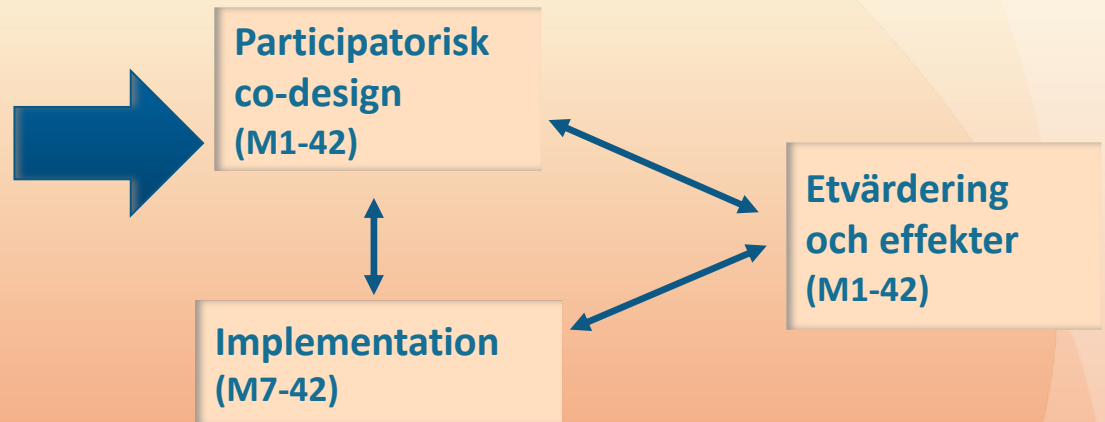 Participatorisk
co-design
(M1-42)
Etvärdering
och effekter
(M1-42)
Implementation
(M7-42)